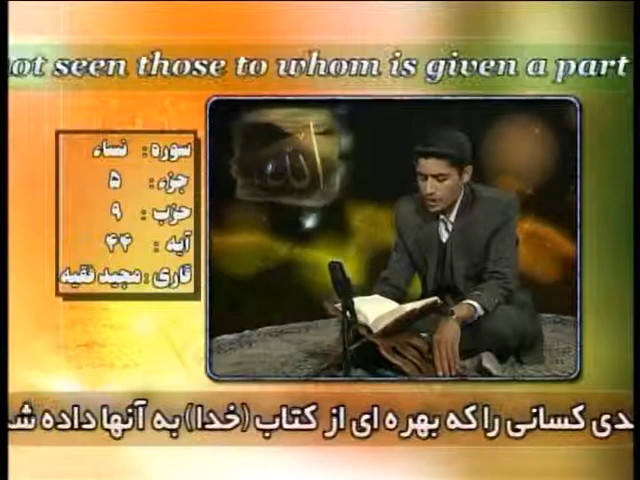 ot seen those to whom is given a part
سوره : نساء
جزء : ۵
حزب : ۹
آیه : ۴۴
قاری : مجید فقیه
الله
دی کسانی را که بهره ای از کتاب(خدا)به آنها داده ش